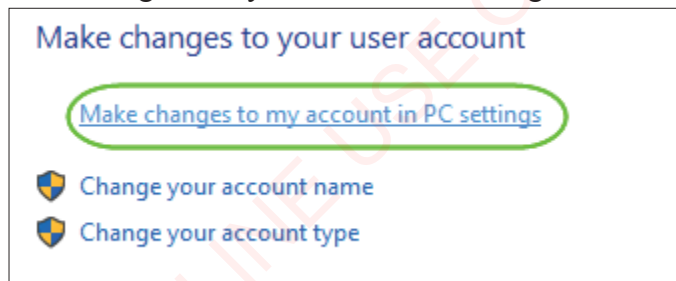 Make changes to your user account
Make changes to my account in PC settings
Change your account name
Change your account type